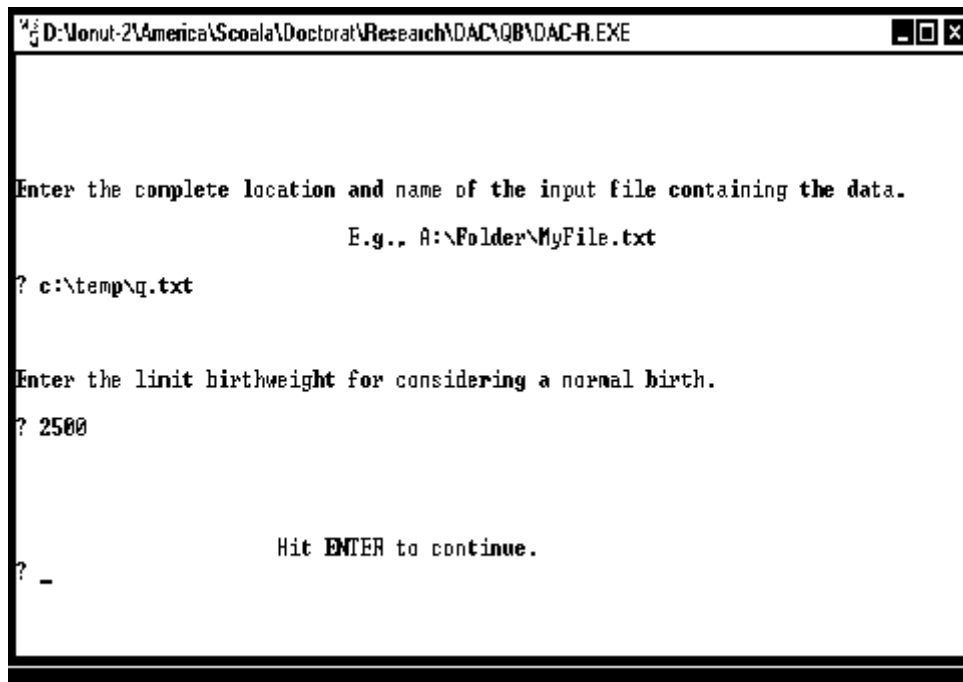 D:\Ionut-2\America\Scoala\Doctorat\Research\DAC\QB\DAC-R.EXE
Enter the complete location and name of the input file containing the data.
E.g., A:\Folder\MyFile.txt
? c:\temp\q.txt
Enter the limit birthweight for considering a normal birth.
? 2500
Hit ENTER to continue.
? _